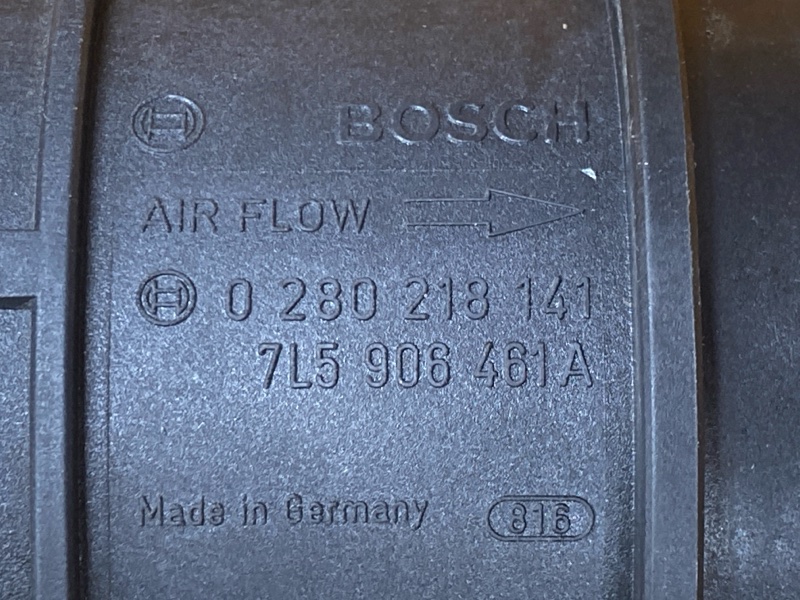 BOSCH
AIR FLOW
0 280 218 141
7L5 906 461A
Made in Germany 816